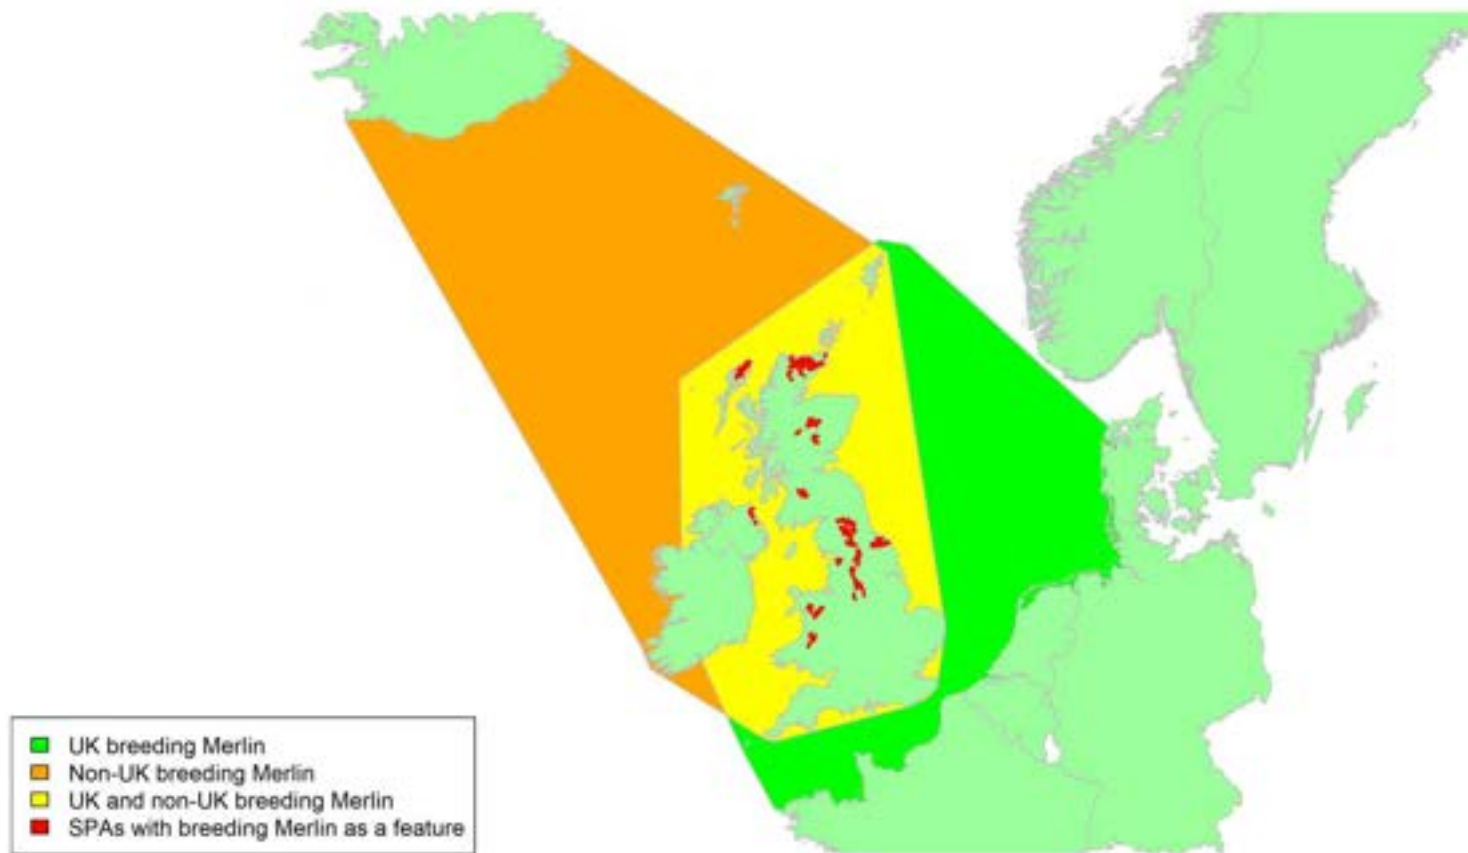 UK breeding Merlin
Non-UK breeding Merlin
UK and non-UK breeding Merlin
SPAs with breeding Merlin as a feature